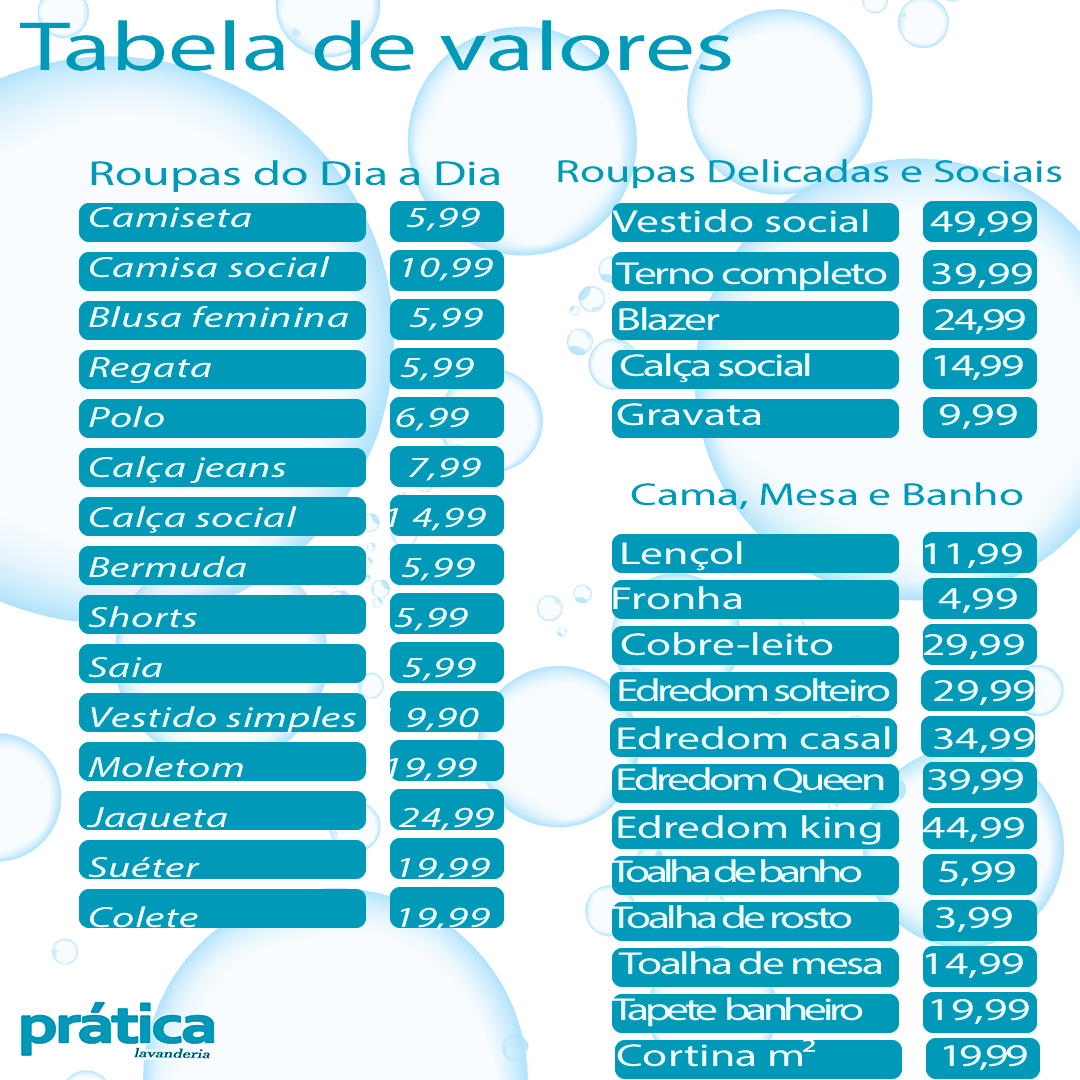 Tabela de valores
Roupas do Dia a Dia
Camiseta 5,99
Camisa social 10,99
Blusa feminina 5,99
Regata 5,99
Polo 6,99
Calça jeans 7,99
Calça social 1 4,99
Bermuda 5,99
Shorts 5,99
Saia 5,99
Vestido simples 9,90
Moletom 19,99
Jaqueta 24,99
Suéter 19,99
Colete 19,99
Roupas Delicadas e Sociais
Vestido social 49,99
Terno completo 39,99
Blazer 24,99
Calça social 14,99
Gravata 9,99
Cama, Mesa e Banho
Lençol 11,99
Fronha 4,99
Cobre-leito 29,99
Edredom solteiro 29,99
Edredom casal 34,99
Edredom Queen 39,99
Edredom king 44,99
Toalha de banho 5,99
Toalha de rosto 3,99
Toalha de mesa 14,99
Tapete banheiro 19,99
Cortina m² 19,99
prática
lavanderia